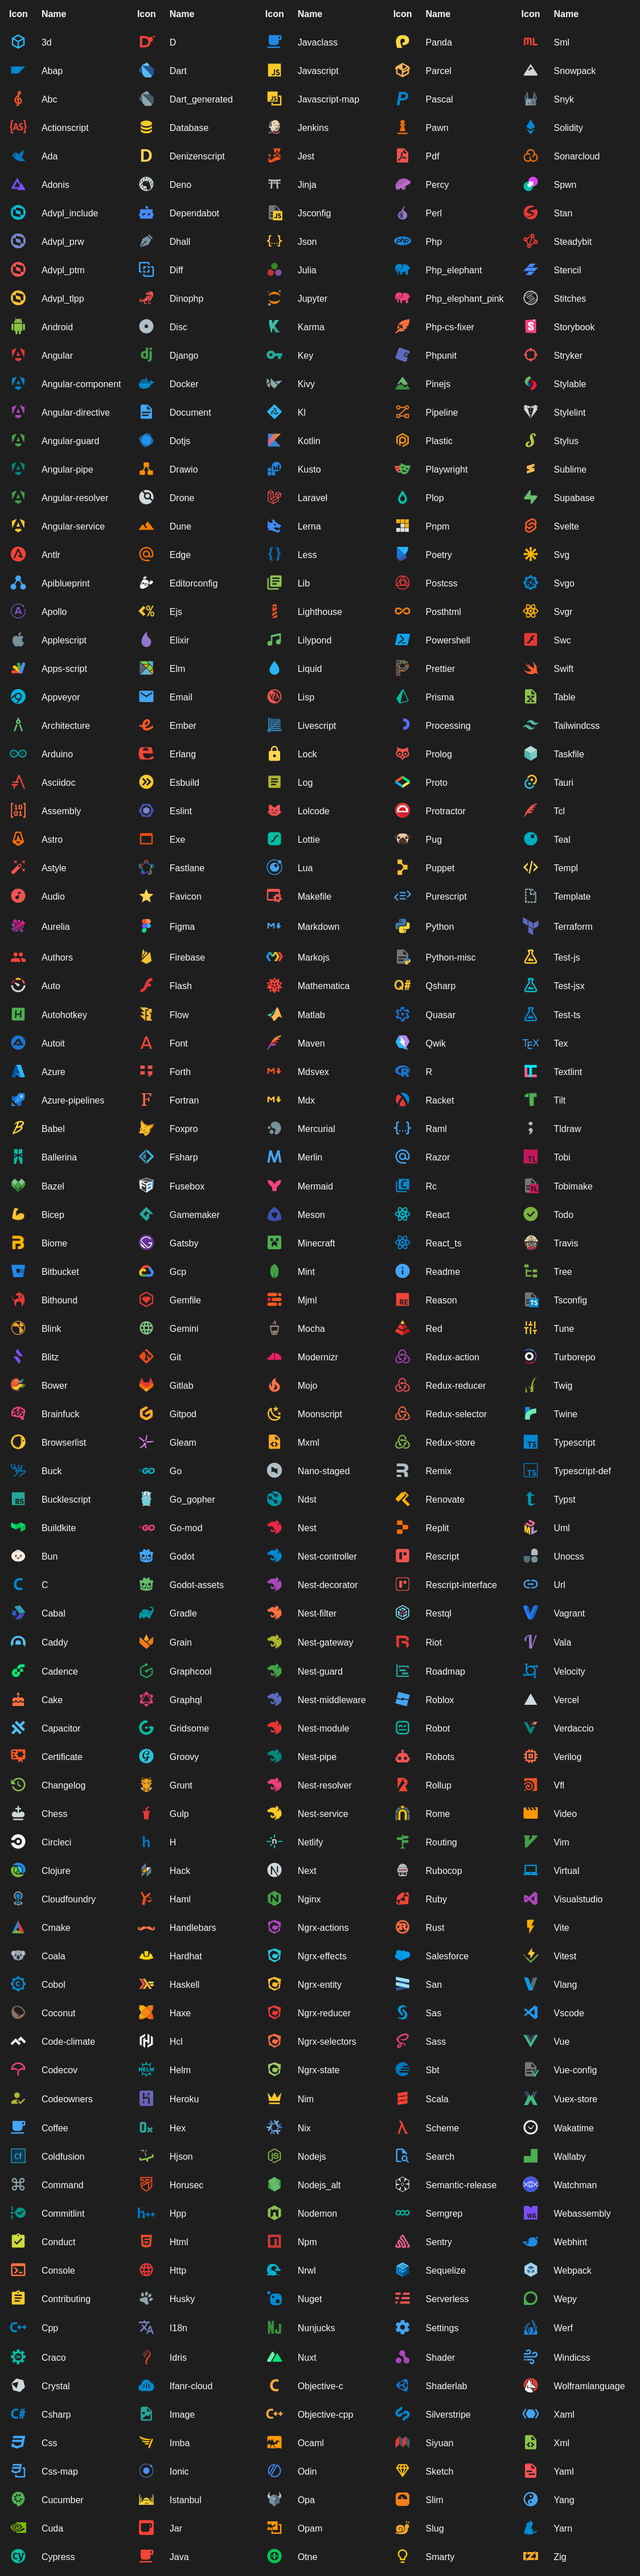 Icon Name Icon Name Icon Name Icon Name Icon Name
3d D Javaclass Panda Sml
Abap Dart Javascript Parcel Snowpack
Abc Dart_generated Javascript-map Pascal Snyk
Actionscript Database Jenkins Pawn Solidity
Ada Denizenscript Jest Pdf Sonarcloud
Adonis Deno Jinja Percy Spwn
Advpl_include Dependabot Jsconfig Perl Stan
Advpl_prw Dhall Json Php Steadybit
Advpl_ptm Diff Julia Php_elephant Stencil
Advpl_tlpp Dinophp Jupyter Php_elephant_pink Stitches
Android Disc Karma Php-cs-fixer Storybook
Angular Django Key Phpunit Stryker
Angular-component Docker Kivy Pinejs Stylable
Angular-directive Document Kl Pipeline Stylelint
Angular-guard Dotjs Kotlin Plastic Stylus
Angular-pipe Drawio Kusto Playwright Sublime
Angular-resolver Drone Laravel Plop Supabase
Angular-service Dune Lerna Pnpm Svelte
Antlr Edge Less Poetry Svg
Apiblueprint Editorconfig Lib Postcss Svgo
Apollo Ejs Lighthouse Posthtml Svgr
Applescript Elixir Lilypond Powershell Swc
Apps-script Elm Liquid Prettier Swift
Appveyor Email Lisp Prisma Table
Architecture Ember Livescript Processing Tailwindcss
Arduino Erlang Lock Prolog Taskfile
Asciidoc Esbuild Log Proto Tauri
Assembly Eslint Lolcode Protractor Tcl
Astro Exe Lottie Pug Teal
Astyle Fastlane Lua Puppet Templ
Audio Favicon Makefile Purescript Template
Aurelia Figma Markdown Python Terraform
Authors Firebase Markojs Python-misc Test-js
Auto Flash Mathematica Qsharp Test-jsx
Autohotkey Flow Matlab Quasar Test-ts
Autoit Font Maven Qwik Tex
Azure Forth Mdsvex R Textlint
Azure-pipelines Fortran Mdx Racket Tilt
Babel Foxpro Mercurial Raml Tldraw
Ballerina Fsharp Merlin Razor Tobi
Bazel Fusebox Mermaid Rc Tobimake
Bicep Gamemaker Meson React Todo
Biome Gatsby Minecraft React_ts Travis
Bitbucket Gcp Mint Readme Tree
Bithound Gemfile Mjml Reason Tsconfig
Blink Gemini Mocha Red Tune
Blitz Git Modernizr Redux-action Turborepo
Bower Gitlab Mojo Redux-reducer Twig
Brainfuck Gitpod Moonscript Redux-selector Twine
Browserlist Gleam Mxml Redux-store Typescript
Buck Go Nano-staged Remix Typescript-def
Bucklescript Go_gopher Ndst Renovate Typst
Buildkite Go-mod Nest Replit Uml
Bun Godot Nest-controller Rescript Unocss
C Godot-assets Nest-decorator Rescript-interface Url
Cabal Gradle Nest-filter Restql Vagrant
Caddy Grain Nest-gateway Riot Vala
Cadence Graphcool Nest-guard Roadmap Velocity
Cake Graphql Nest-middleware Roblox Vercel
Capacitor Gridsome Nest-module Robot Verdaccio
Certificate Groovy Nest-pipe Robots Verilog
Changelog Grunt Nest-resolver Rollup Vfl
Chess Gulp Nest-service Rome Video
Circleci H Netlify Routing Vim
Clojure Hack Next Rubocop Virtual
Cloudfoundry Haml Nginx Ruby Visualstudio
Cmake Handlebars Ngrx-actions Rust Vite
Coala Hardhat Ngrx-effects Salesforce Vitest
Cobol Haskell Ngrx-entity San Vlang
Coconut Haxe Ngrx-reducer Sas Vscode
Code-climate Hcl Ngrx-selectors Sass Vue
Codecov Helm Ngrx-state Sbt Vue-config
Codeowners Heroku Nim Scala Vuex-store
Coffee Hex Nix Scheme Wakatime
Coldfusion Hjson Nodejs Search Wallaby
Command Horusec Nodejs_alt Semantic-release Watchman
Commitlint Hpp Nodemon Semgrep Webassembly
Conduct Html Npm Sentry Webhint
Console Http Nrwl Sequelize Webpack
Contributing Husky Nuget Serverless Wepy
Cpp I18n Nunjucks Settings Werf
Craco Idris Nuxt Shader Windicss
Crystal Ifanr-cloud Objective-c Shaderlab Wolframlanguage
Csharp Image Objective-cpp Silverstripe Xaml
Css Imba Ocaml Siyuan Xml
Css-map Ionic Odin Sketch Yaml
Cucumber Istanbul Opa Slim Yang
Cuda Jar Opam Slug Yarn
Cypress Java Otne Smarty Zig